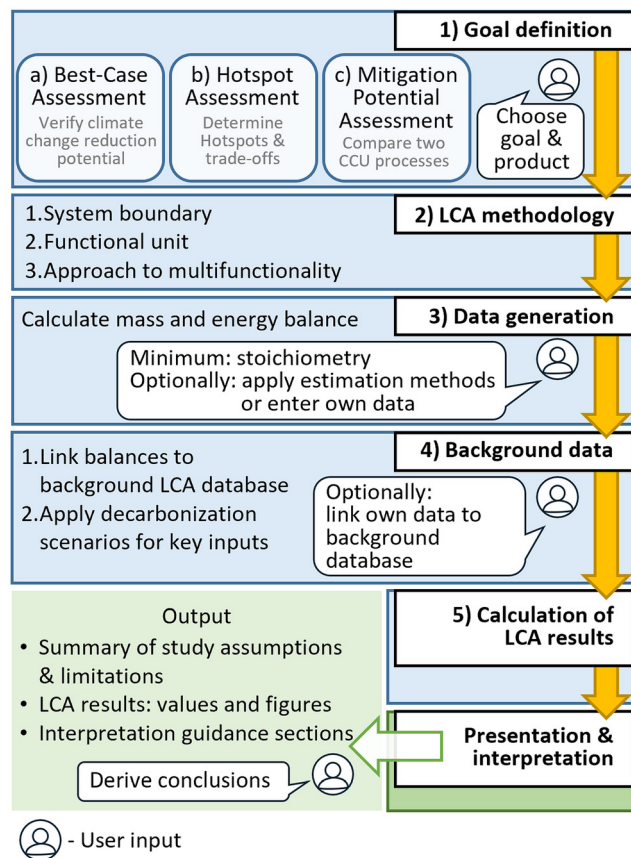 1) Goal definition
a) Best-Case
Assessment
Verify climate
change reduction
potential
b) Hotspot
Assessment
Determine
Hotspots &
trade-offs
c) Mitigation
Potential
Assessment
Compare two
CCU processes
Choose
goal &
product
2) LCA methodology
1.System boundary
2.Functional unit
3.Approach to multifunctionality
3) Data generation
Calculate mass and energy balance
Minimum: stoichiometry
Optionally: apply estimation methods
or enter own data
4) Background data
1.Link balances to
background LCA database
2.Apply decarbonization
scenarios for key inputs
Optionally:
link own data to
background
database
5) Calculation of
LCA results
Output
• Summary of study assumptions
& limitations
• LCA results: values and figures
• Interpretation guidance sections
Presentation &
interpretation
Derive conclusions
- User input